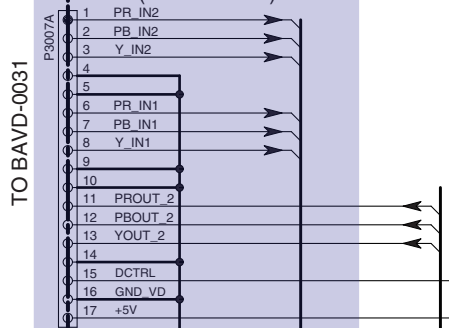 TO BAVD-0031
P3007A
1 PR_IN2
2 PB_IN2
3 Y_IN2
4
5
6 PR_IN1
7 PB_IN1
8 Y_IN1
9
10
11 PROUT_2
12 PBOUT_2
13 YOUT_2
14
15 DCTRL
16 GND_VD
17 +5V